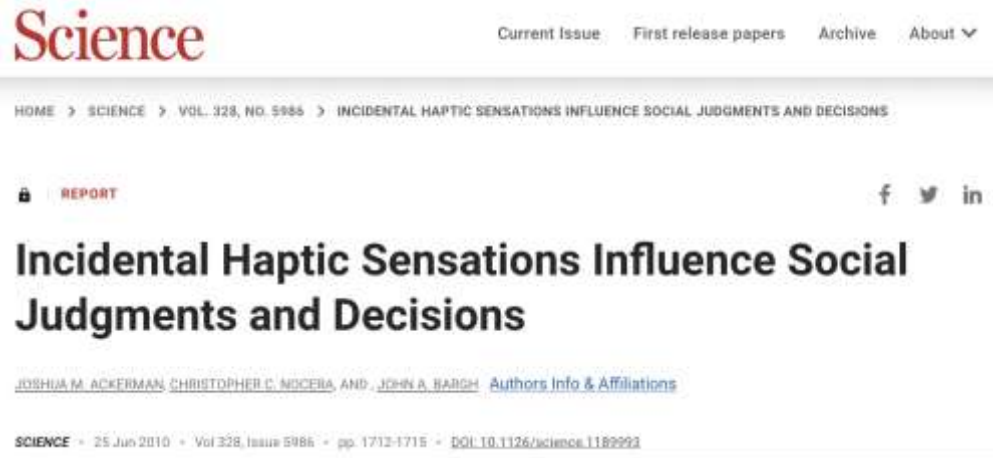 Science
Current Issue First release papers Archive About
HOME > SCIENCE > VOL. 328, NO. 5986 > INCIDENTAL HAPTIC SENSATIONS INFLUENCE SOCIAL JUDGMENTS AND DECISIONS
REPORT
f in
Incidental Haptic Sensations Influence Social
Judgments and Decisions
JOSHUA M. ACKERMAN, CHRISTOPHER C. NOCERA, AND, JOHN A. BARGH Authors Info & Affiliations
SCIENCE • 25 Jun 2010 • Vol 328, Issue 5986 • pp. 1712-1715 • DOI: 10.1126/science.1189993